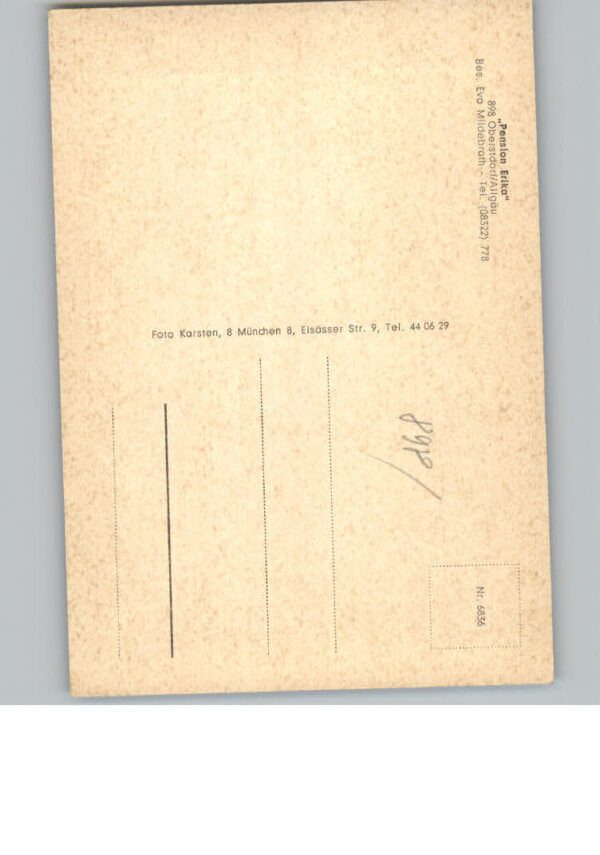 „Pension Erika"
898 Oberstdorf/Allgäu
Bes. Eva Mildebrath - Tel. (08322) 778
Foto Karsten, 8 München 8, Elsässer Str. 9, Tel. 44 06 29
Nr. 6836